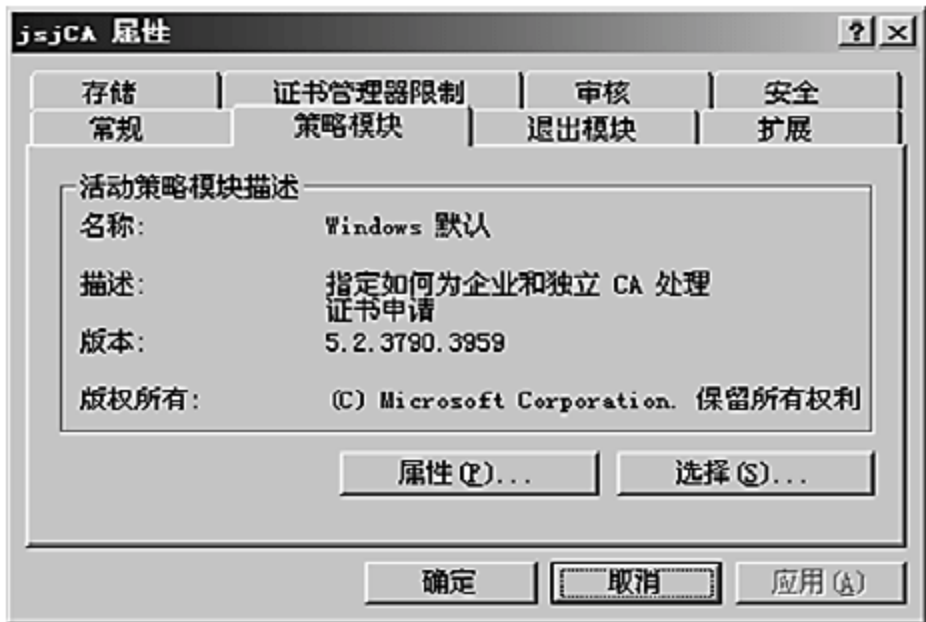 jsjCA 属性
存储 证书管理器限制 审核 安全
常规 策略模块 退出模块 扩展
活动策略模块描述
名称: Windows 默认
描述: 指定如何为企业和独立 CA 处理
证书申请
版本: 5.2.3790.3959
版权所有: (C) Microsoft Corporation. 保留所有权利
属性(P)... 选择(S)...
确定 取消 应用(A)